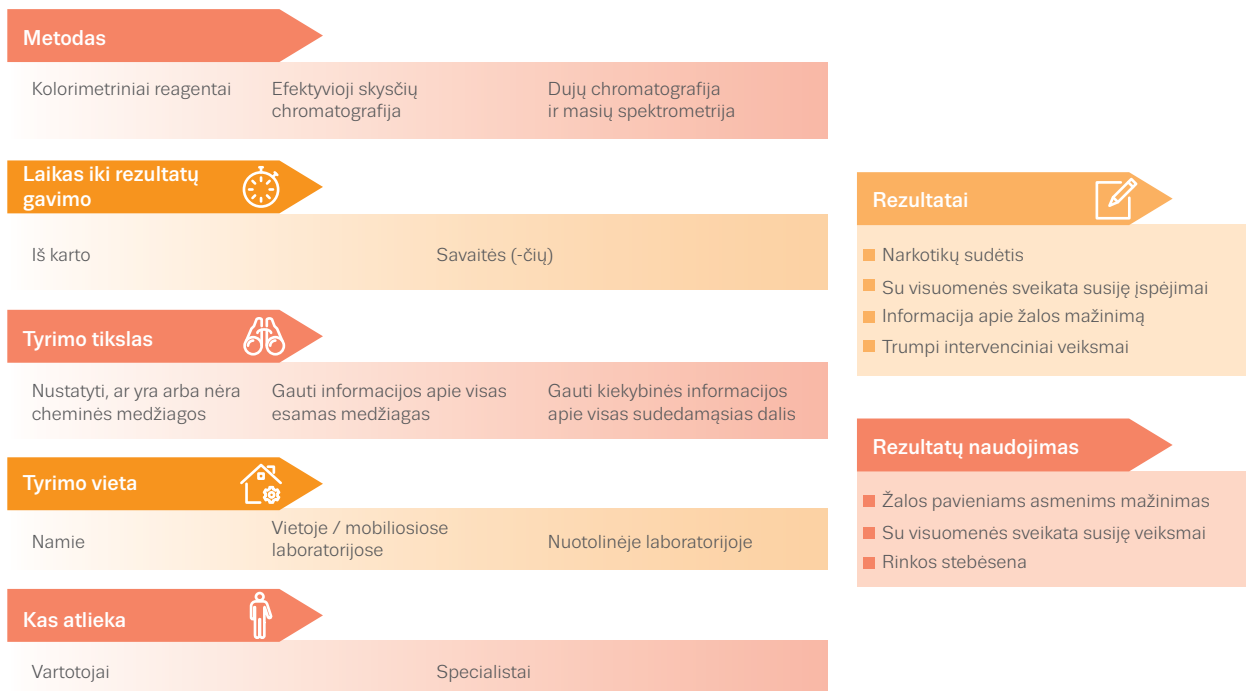 Metodas
Kolorimetriniai reagentai
Efektyvioji skysčių
chromatografija
Dujų chromatografija
ir masių spektrometrija
Laikas iki rezultatų
gavimo
Iš karto
Savaitės (-čių)
Tyrimo tikslas
Nustatyti, ar yra arba nėra
cheminės medžiagos
Gauti informacijos apie visas
esamas medžiagas
Gauti kiekybinės informacijos
apie visas sudedamąsias dalis
Tyrimo vieta
Namie
Vietoje / mobiliosiose
laboratorijose
Nuotolinėje laboratorijoje
Kas atlieka
Vartotojai
Specialistai
Rezultatai
Narkotikų sudėtis
Su visuomenės sveikata susiję įspėjimai
Informacija apie žalos mažinimą
Trumpi intervenciniai veiksmai
Rezultatų naudojimas
Žalos pavieniams asmenims mažinimas
Su visuomenės sveikata susiję veiksmai
Rinkos stebėsena